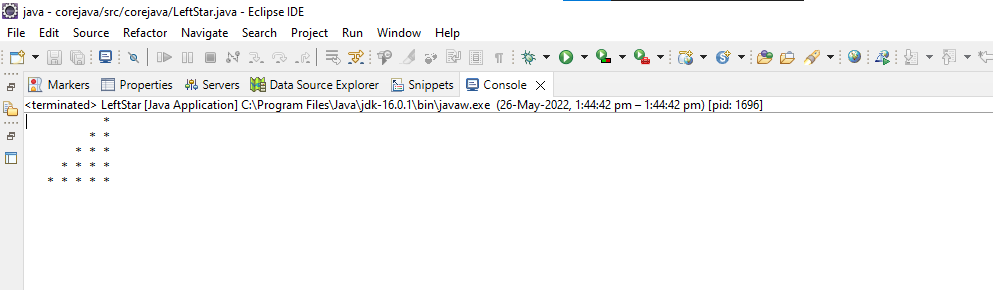 java - corejava/src/corejava/LeftStar.java - Eclipse IDE
File Edit Source Refactor Navigate Search Project Run Window Help
Markers Properties Servers Data Source Explorer Snippets Console
<terminated> LeftStar [Java Application] C:\Program Files\Java\jdk-16.0.1\bin\javaw.exe (26-May-2022, 1:44:42 pm – 1:44:42 pm) [pid: 1696]
*
* *
* * *
* * * *
* * * * *